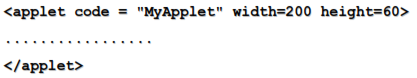 <applet code = "MyApplet" width=200 height=60>
.................
</applet>